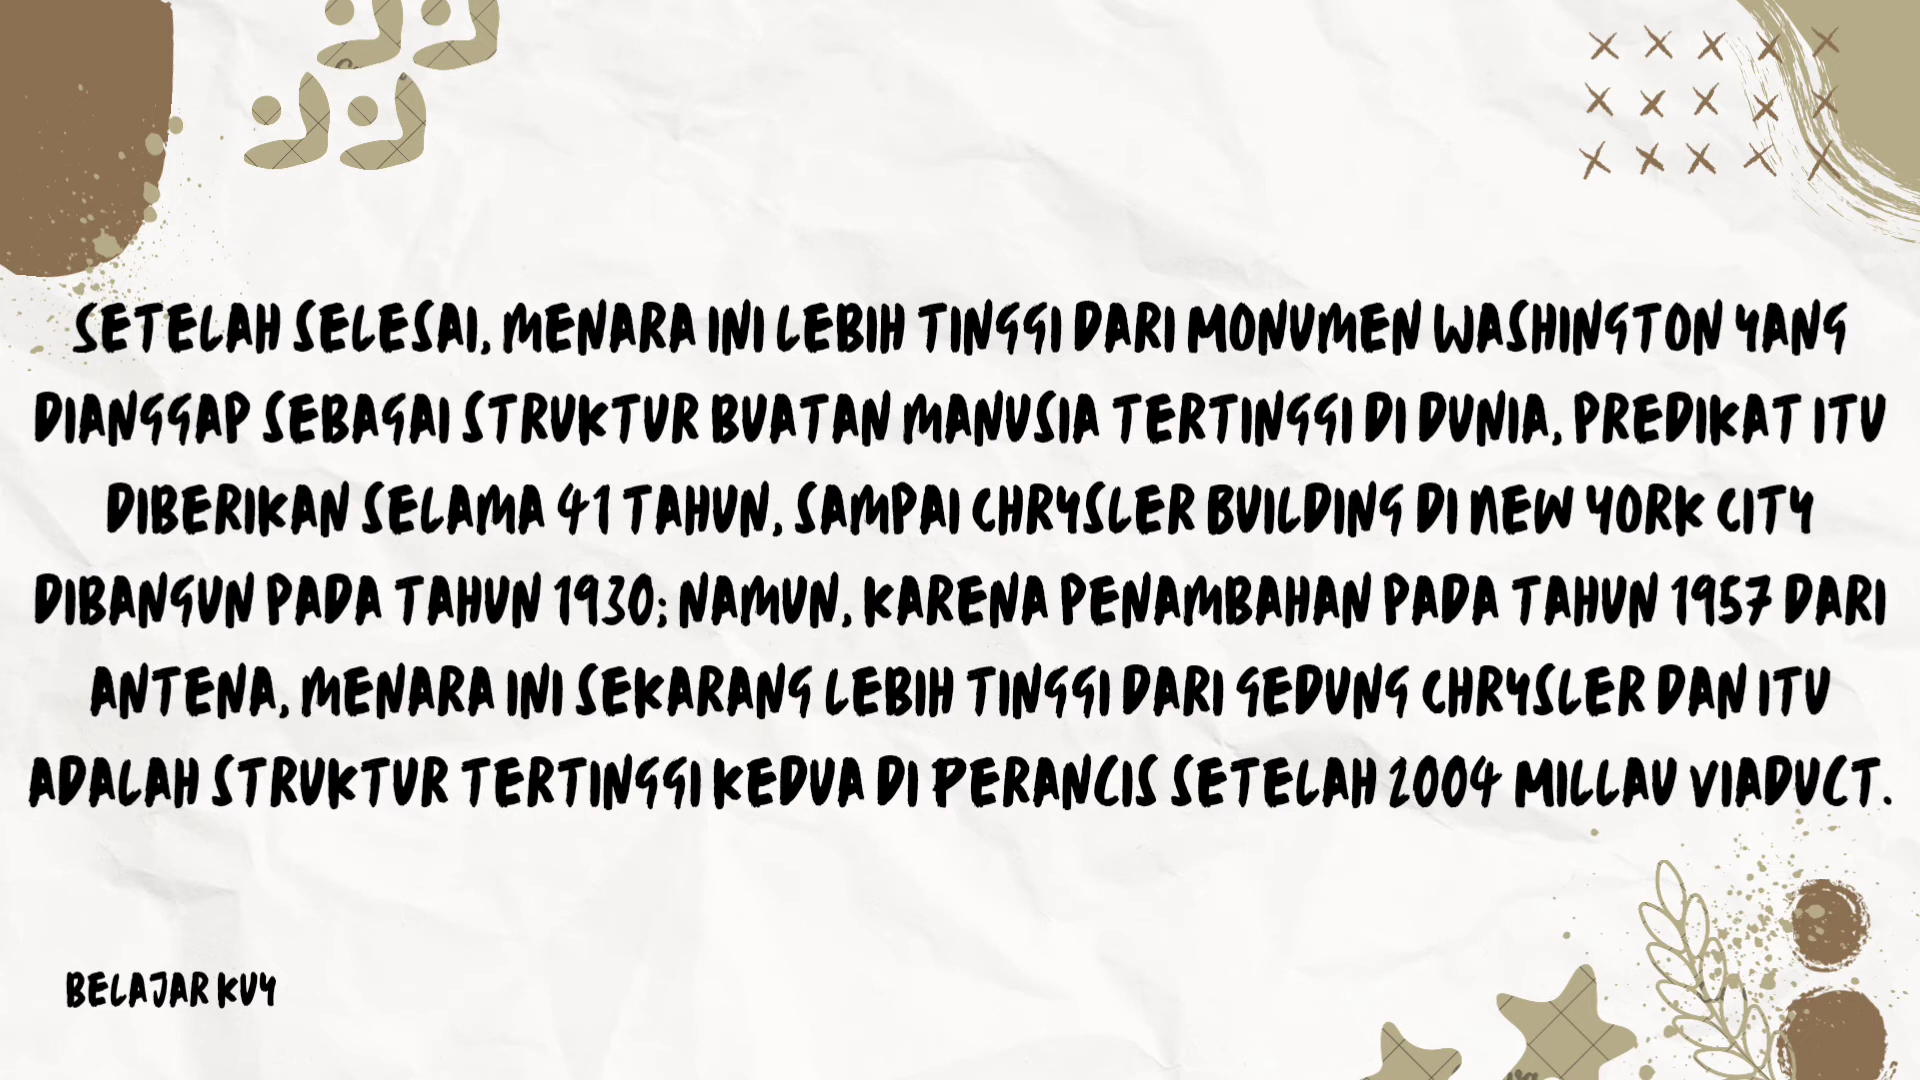 SETELAH SELESAI, MENARA INI LEBIH TINGGI DARI MONUMEN WASHINGTON YANG
DIANGGAP SEBAGAI STRUKTUR BUATAN MANUSIA TERTINGGI DI DUNIA, PREDIKAT ITU
DIBERIKAN SELAMA 41 TAHUN, SAMPAI CHRYSLER BUILDING DI NEW YORK CITY
DIBANGUN PADA TAHUN 1930; NAMUN, KARENA PENAMBAHAN PADA TAHUN 1957 DARI
ANTENA, MENARA INI SEKARANG LEBIH TINGGI DARI GEDUNG CHRYSLER DAN ITU
ADALAH STRUKTUR TERTINGGI KEDUA DI PERANCIS SETELAH 2004 MILLAU VIADUCT.
BELAJAR KUY